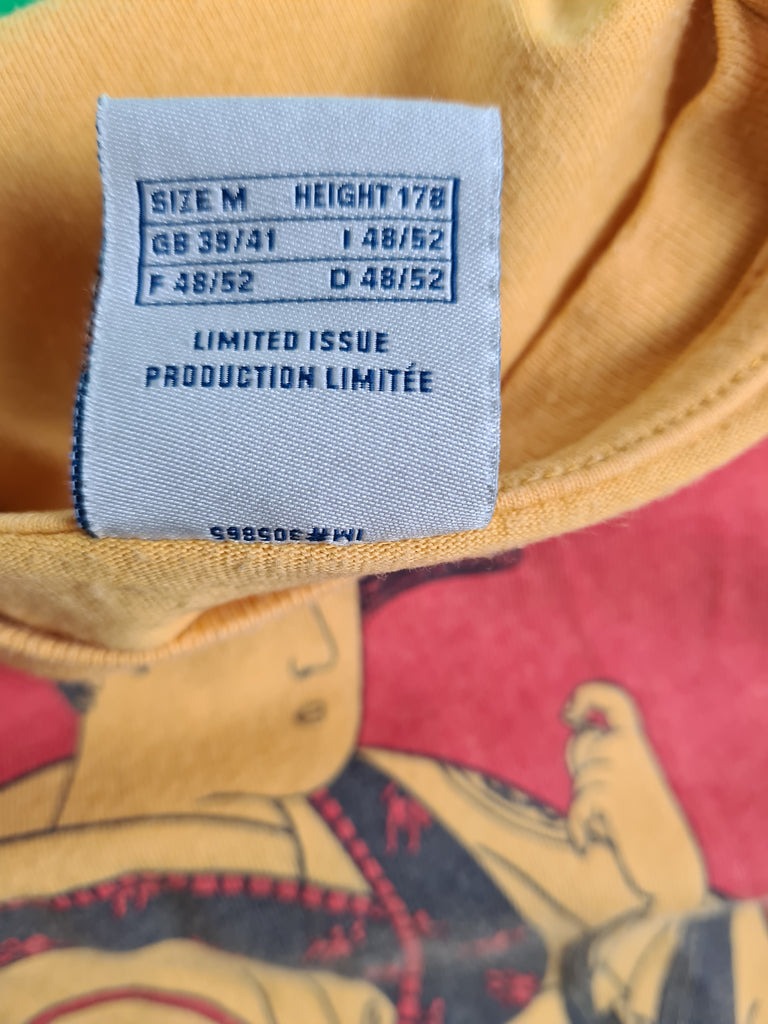 SIZE M HEIGHT 178
GB 39/41 I 48/52
F 48/52 D 48/52
LIMITED ISSUE
PRODUCTION LIMITÉE
IM# 305865